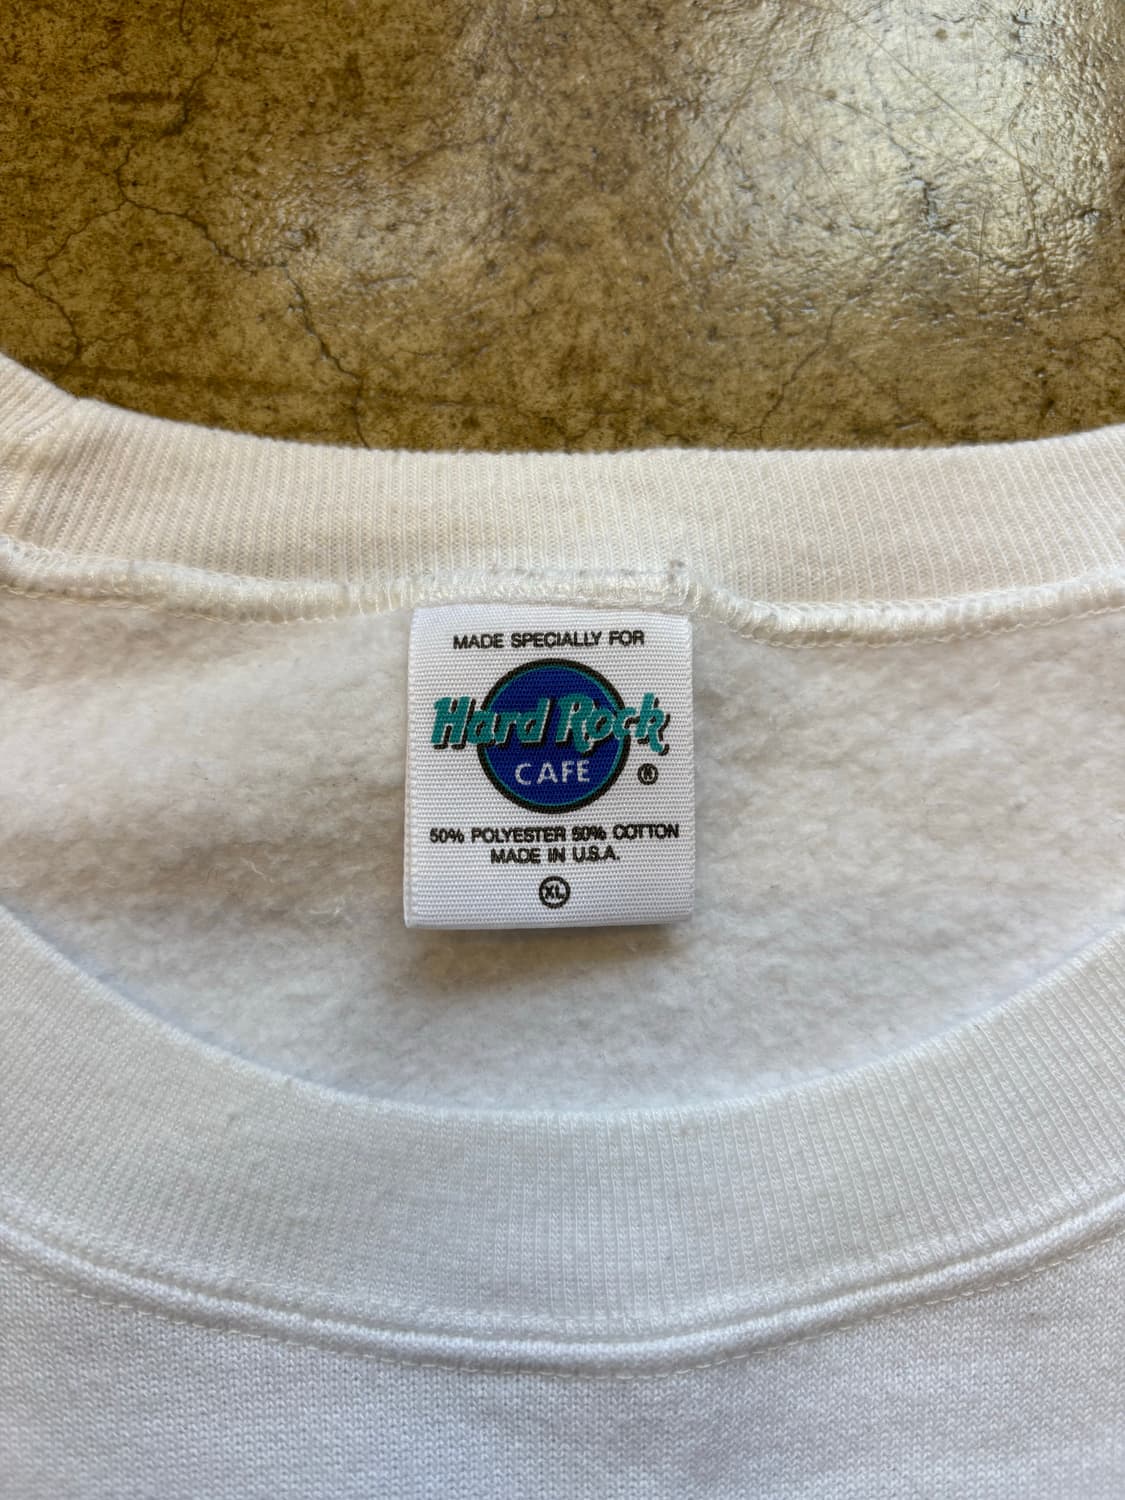 MADE SPECIALLY FOR
Hard Rock
CAFE ®
50% POLYESTER 50% COTTON
MADE IN U.S.A.
XL